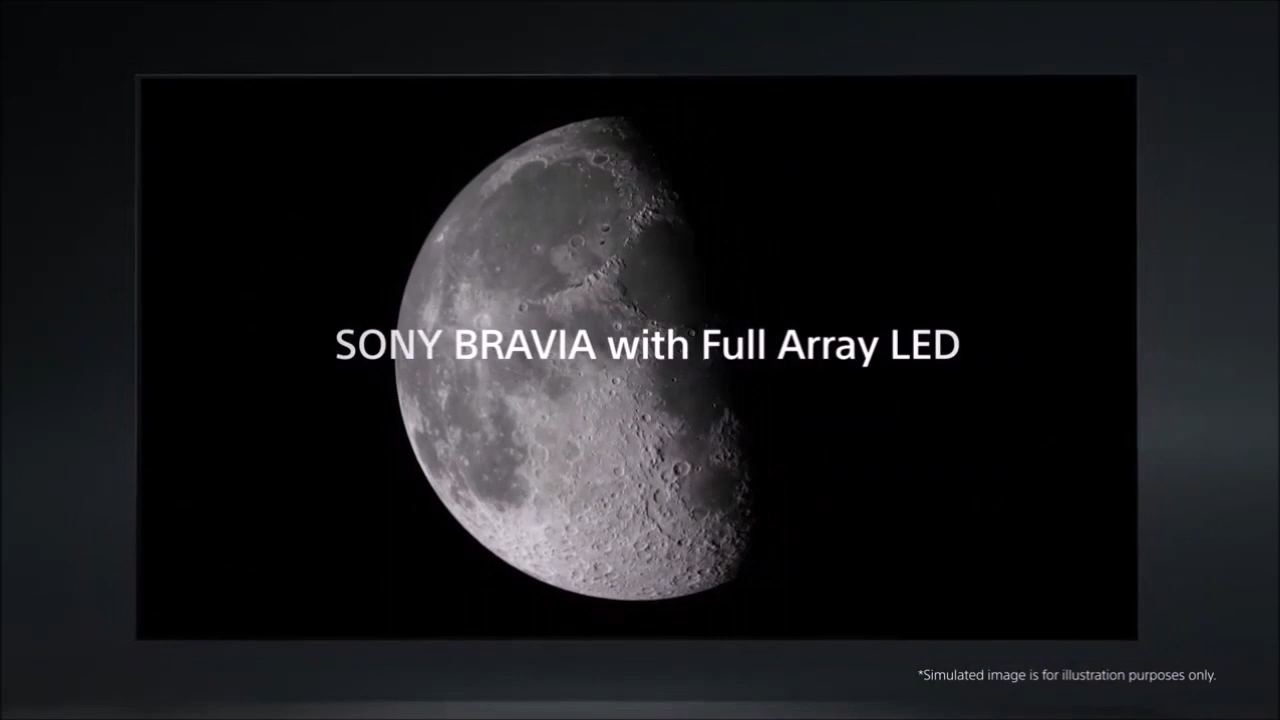 SONY BRAVIA with Full Array LED
*Simulated image is for illustration purposes only.